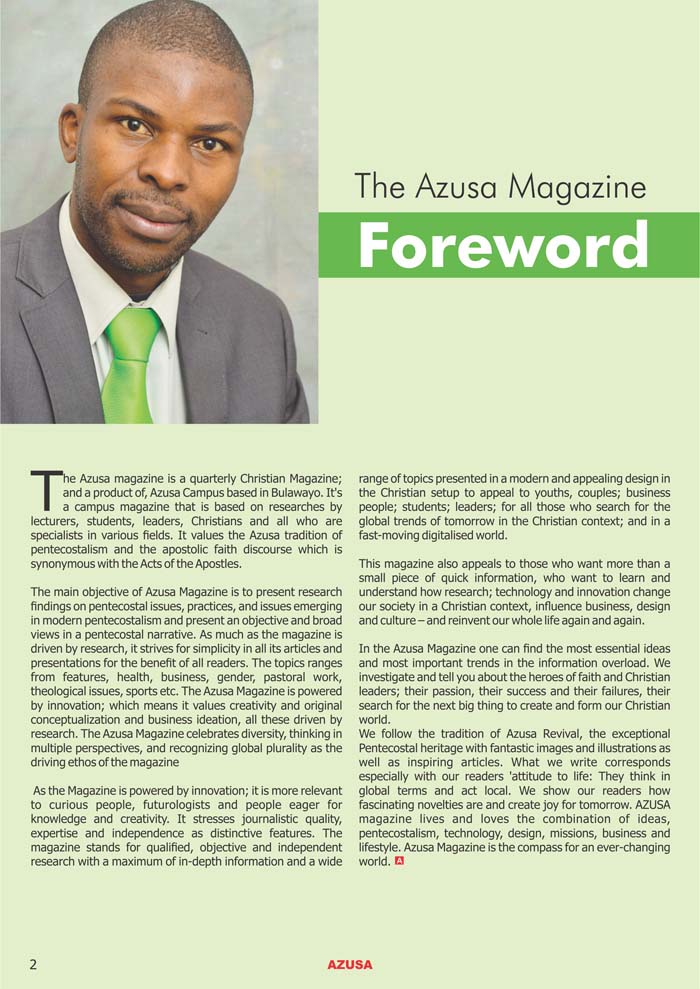 The Azusa Magazine
Foreword
The Azusa magazine is a quarterly Christian Magazine;
and a product of, Azusa Campus based in Bulawayo. It's
a campus magazine that is based on researches by
lecturers, students, leaders, Christians and all who are
specialists in various fields. It values the Azusa tradition of
pentecostalism and the apostolic faith discourse which is
synonymous with the Acts of the Apostles.
The main objective of Azusa Magazine is to present research
findings on pentecostal issues, practices, and issues emerging
in modern pentecostalism and present an objective and broad
views in a pentecostal narrative. As much as the magazine is
driven by research, it strives for simplicity in all its articles and
presentations for the benefit of all readers. The topics ranges
from features, health, business, gender, pastoral work,
theological issues, sports etc. The Azusa Magazine is powered
by innovation; which means it values creativity and original
conceptualization and business ideation, all these driven by
research. The Azusa Magazine celebrates diversity, thinking in
multiple perspectives, and recognizing global plurality as the
driving ethos of the magazine
As the Magazine is powered by innovation; it is more relevant
to curious people, futurologists and people eager for
knowledge and creativity. It stresses journalistic quality,
expertise and independence as distinctive features. The
magazine stands for qualified, objective and independent
research with a maximum of in-depth information and a wide
range of topics presented in a modern and appealing design in
the Christian setup to appeal to youths, couples; business
people; students; leaders; for all those who search for the
global trends of tomorrow in the Christian context; and in a
fast-moving digitalised world.
This magazine also appeals to those who want more than a
small piece of quick information, who want to learn and
understand how research; technology and innovation change
our society in a Christian context, influence business, design
and culture – and reinvent our whole life again and again.
In the Azusa Magazine one can find the most essential ideas
and most important trends in the information overload. We
investigate and tell you about the heroes of faith and Christian
leaders; their passion, their success and their failures, their
search for the next big thing to create and form our Christian
world.
We follow the tradition of Azusa Revival, the exceptional
Pentecostal heritage with fantastic images and illustrations as
well as inspiring articles. What we write corresponds
especially with our readers 'attitude to life: They think in
global terms and act local. We show our readers how
fascinating novelties are and create joy for tomorrow. AZUSA
magazine lives and loves the combination of ideas,
pentecostalism, technology, design, missions, business and
lifestyle. Azusa Magazine is the compass for an ever-changing
world. A
2
AZUSA